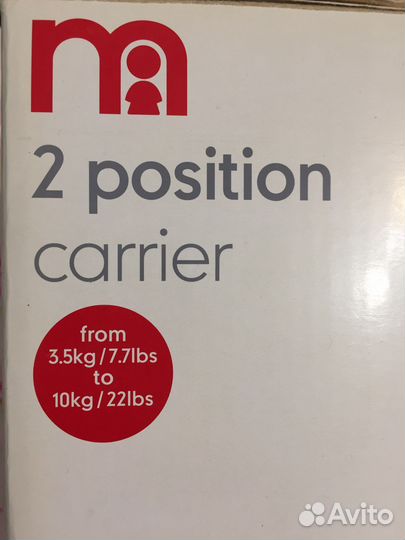 m
2 position
carrier
from
3.5kg/7.7lbs
to
10kg/22lbs
Avito